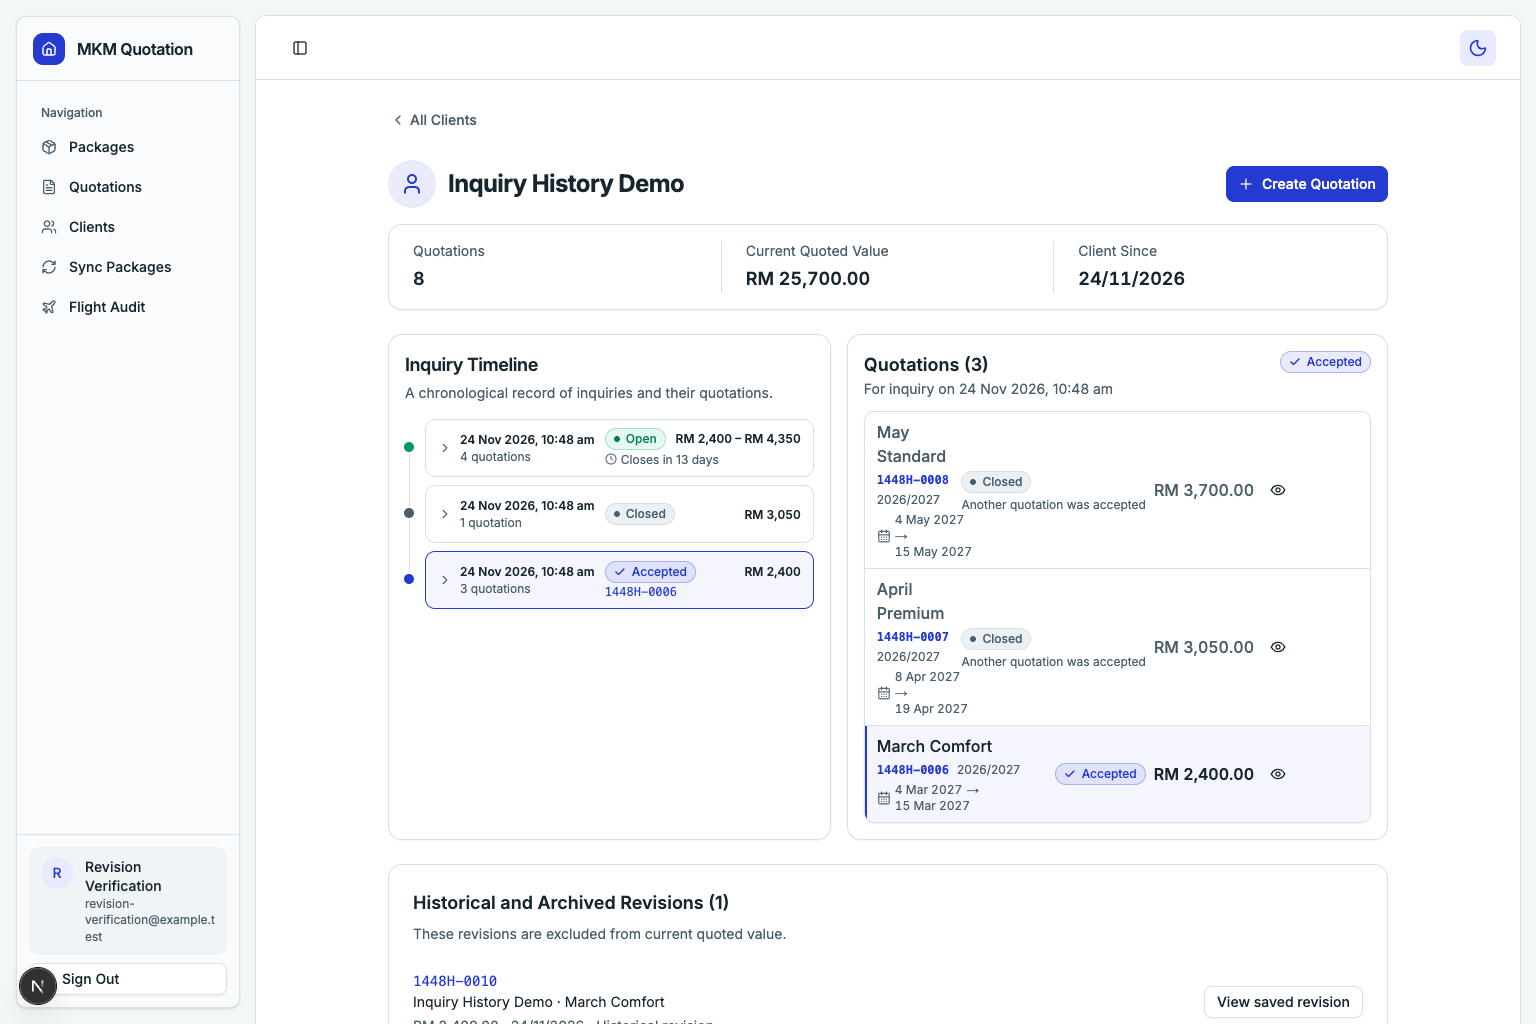 MKM Quotation
Navigation
Packages
Quotations
Clients
Sync Packages
Flight Audit
R
Revision
Verification
revision-
verification@example.t
est
Sign Out
N
All Clients
Inquiry History Demo
Create Quotation
Quotations
8
Current Quoted Value
RM 25,700.00
Client Since
24/11/2026
Inquiry Timeline
A chronological record of inquiries and their quotations.
24 Nov 2026, 10:48 am Open RM 2,400 – RM 4,350
4 quotations Closes in 13 days
24 Nov 2026, 10:48 am Closed RM 3,050
1 quotation
24 Nov 2026, 10:48 am Accepted RM 2,400
3 quotations 1448H-0006
Quotations (3) Accepted
For inquiry on 24 Nov 2026, 10:48 am
May
Standard
1448H-0008
2026/2027
4 May 2027
→
15 May 2027
Closed
Another quotation was accepted
RM 3,700.00
April
Premium
1448H-0007
2026/2027
8 Apr 2027
→
19 Apr 2027
Closed
Another quotation was accepted
RM 3,050.00
March Comfort
1448H-0006 2026/2027
4 Mar 2027 →
15 Mar 2027
Accepted
RM 2,400.00
Historical and Archived Revisions (1)
These revisions are excluded from current quoted value.
1448H-0010
Inquiry History Demo · March Comfort
RM 2,400.00 · 24/11/2026 · Historical revision
View saved revision